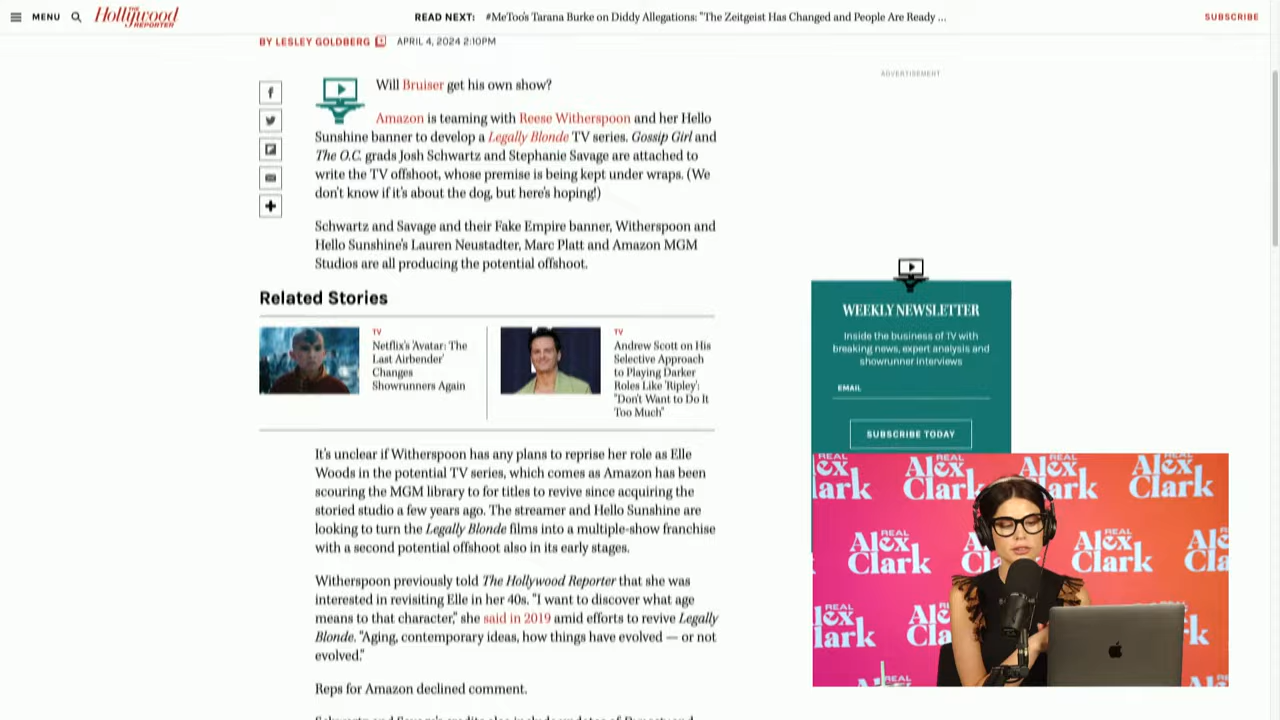 MENU
THE
Hollywood
REPORTER
READ NEXT: #MeToo's Tarana Burke on Diddy Allegations: "The Zeitgeist Has Changed and People Are Ready ...
SUBSCRIBE
BY LESLEY GOLDBERG APRIL 4, 2024 2:10PM
ADVERTISEMENT
Will Bruiser get his own show?
Amazon is teaming with Reese Witherspoon and her Hello
Sunshine banner to develop a Legally Blonde TV series. Gossip Girl and
The O.C. grads Josh Schwartz and Stephanie Savage are attached to
write the TV offshoot, whose premise is being kept under wraps. (We
don't know if it's about the dog, but here's hoping!)
Schwartz and Savage and their Fake Empire banner, Witherspoon and
Hello Sunshine's Lauren Neustadter, Marc Platt and Amazon MGM
Studios are all producing the potential offshoot.
Related Stories
TV
Netflix's 'Avatar: The
Last Airbender'
Changes
Showrunners Again
TV
Andrew Scott on His
Selective Approach
to Playing Darker
Roles Like 'Ripley':
"Don't Want to Do It
Too Much"
It's unclear if Witherspoon has any plans to reprise her role as Elle
Woods in the potential TV series, which comes as Amazon has been
scouring the MGM library to for titles to revive since acquiring the
storied studio a few years ago. The streamer and Hello Sunshine are
looking to turn the Legally Blonde films into a multiple-show franchise
with a second potential offshoot also in its early stages.
Witherspoon previously told The Hollywood Reporter that she was
interested in revisiting Elle in her 40s. "I want to discover what age
means to that character," she said in 2019 amid efforts to revive Legally
Blonde. "Aging, contemporary ideas, how things have evolved — or not
evolved."
Reps for Amazon declined comment.
WEEKLY NEWSLETTER
Inside the business of TV with
breaking news, expert analysis and
showrunner interviews
EMAIL
SUBSCRIBE TODAY
REAL
Alex
Clark
REAL
Alex
Clark
REAL
Alex
Clark
REAL
Alex
Clark